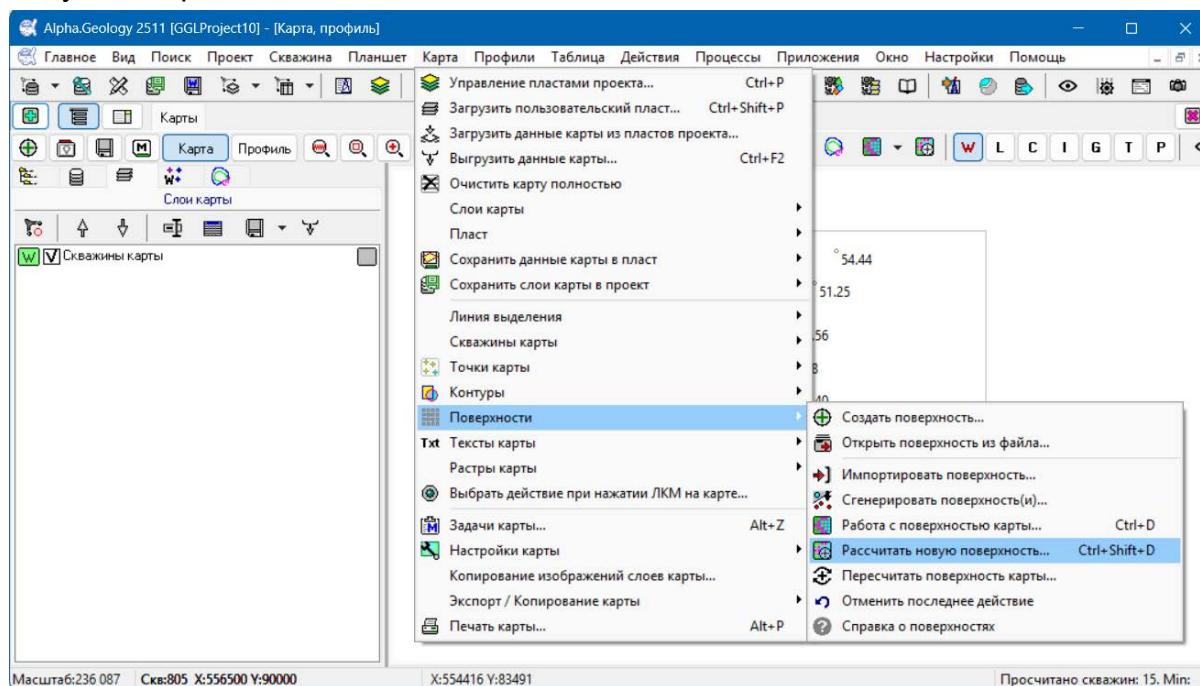 Alpha.Geology 2511 [GGLProject10] - [Карта, профиль]
Главное Вид Поиск Проект Скважина Планшет Карта Профили Таблица Действия Процессы Приложения Окно Настройки Помощь
Карты
Карта Профиль
W L C I G T P
Слои карты
W Скважины карты
Управление пластами проекта... Ctrl+P
Загрузить пользовательский пласт... Ctrl+Shift+P
Загрузить данные карты из пластов проекта...
Выгрузить данные карты... Ctrl+F2
Очистить карту полностью
Слои карты
Пласт
Сохранить данные карты в пласт
Сохранить слои карты в проект
Линия выделения
Скважины карты
Точки карты
Контуры
Поверхности
Txt Тексты карты
Растры карты
Выбрать действие при нажатии ЛКМ на карте...
Задачи карты... Alt+Z
Настройки карты
Копирование изображений слоев карты...
Экспорт / Копирование карты
Печать карты... Alt+P
54.44
51.25
.56
8
Создать поверхность...
Открыть поверхность из файла...
Импортировать поверхность...
Сгенерировать поверхность(и)...
Работа с поверхностью карты... Ctrl+D
Рассчитать новую поверхность... Ctrl+Shift+D
Пересчитать поверхность карты...
Отменить последнее действие
Справка о поверхностях
Масштаб:236 087 Скв:805 X:556500 Y:90000 X:554416 Y:83491 Просчитано скважин: 15. Min: